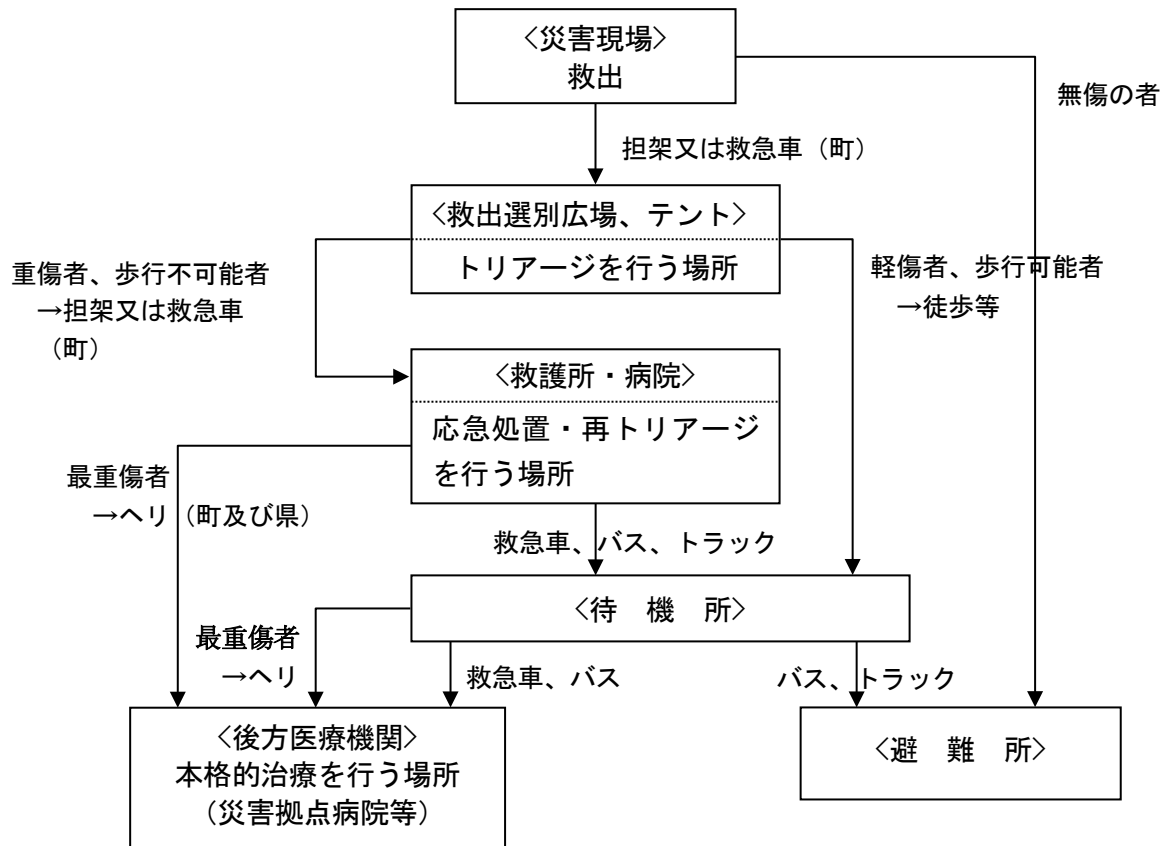 〈災害現場〉
救出
無傷の者
担架又は救急車（町）
〈救出選別広場、テント〉
トリアージを行う場所
重傷者、歩行不可能者
→担架又は救急車
（町）
軽傷者、歩行可能者
→徒歩等
〈救護所・病院〉
応急処置・再トリアージ
を行う場所
最重傷者
→ヘリ（町及び県）
救急車、バス、トラック
〈待　機　所〉
最重傷者
→ヘリ
救急車、バス
バス、トラック
〈後方医療機関〉
本格的治療を行う場所
（災害拠点病院等）
〈避　難　所〉